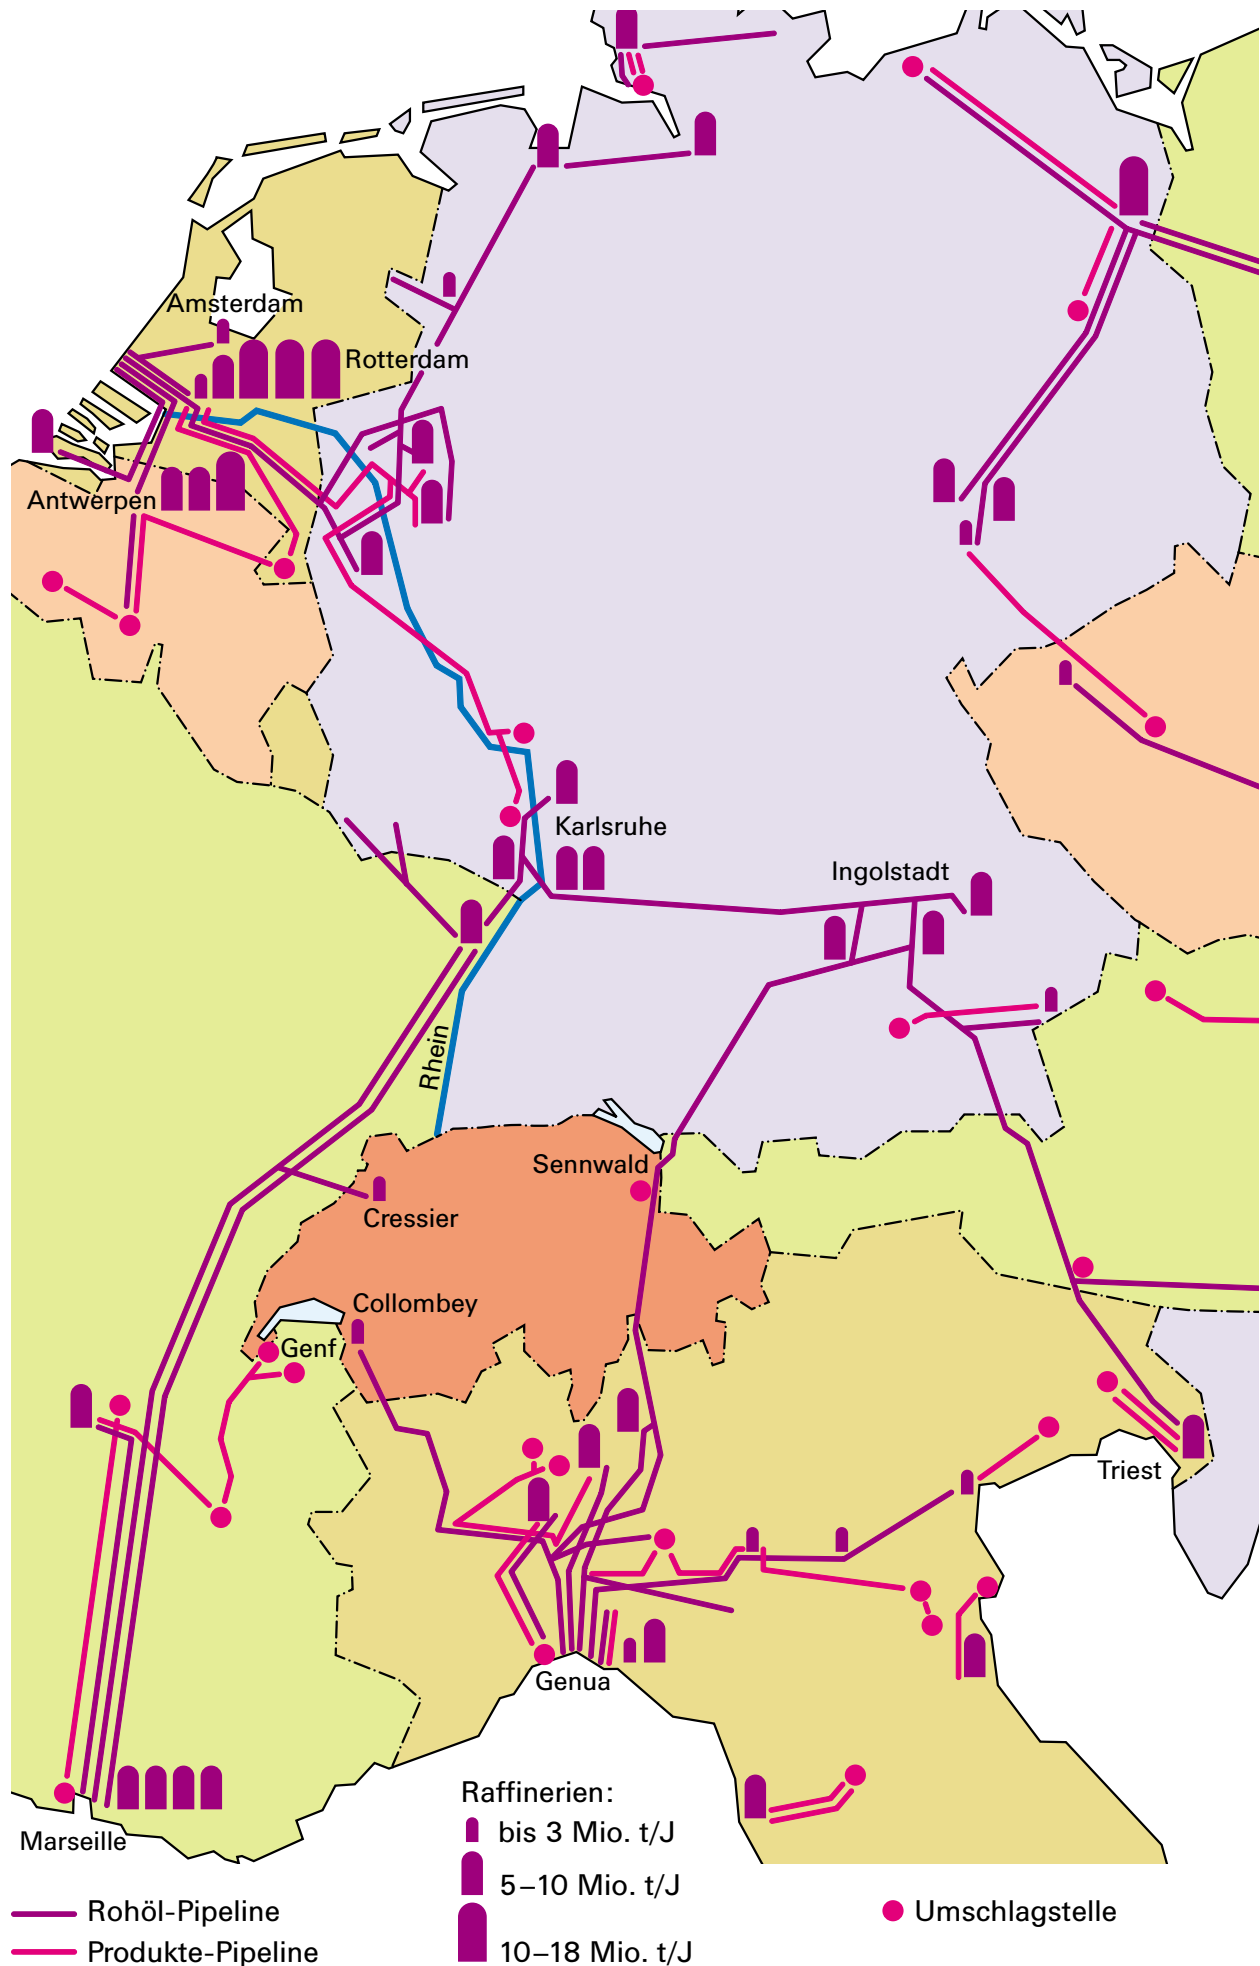 Amsterdam
Rotterdam
Antwerpen
Karlsruhe
Ingolstadt
Rhein
Sennwald
Cressier
Collombey
Genf
Triest
Genua
Marseille
Raffinerien:
bis 3 Mio. t/J
5–10 Mio. t/J
10–18 Mio. t/J
Rohöl-Pipeline
Produkte-Pipeline
Umschlagstelle